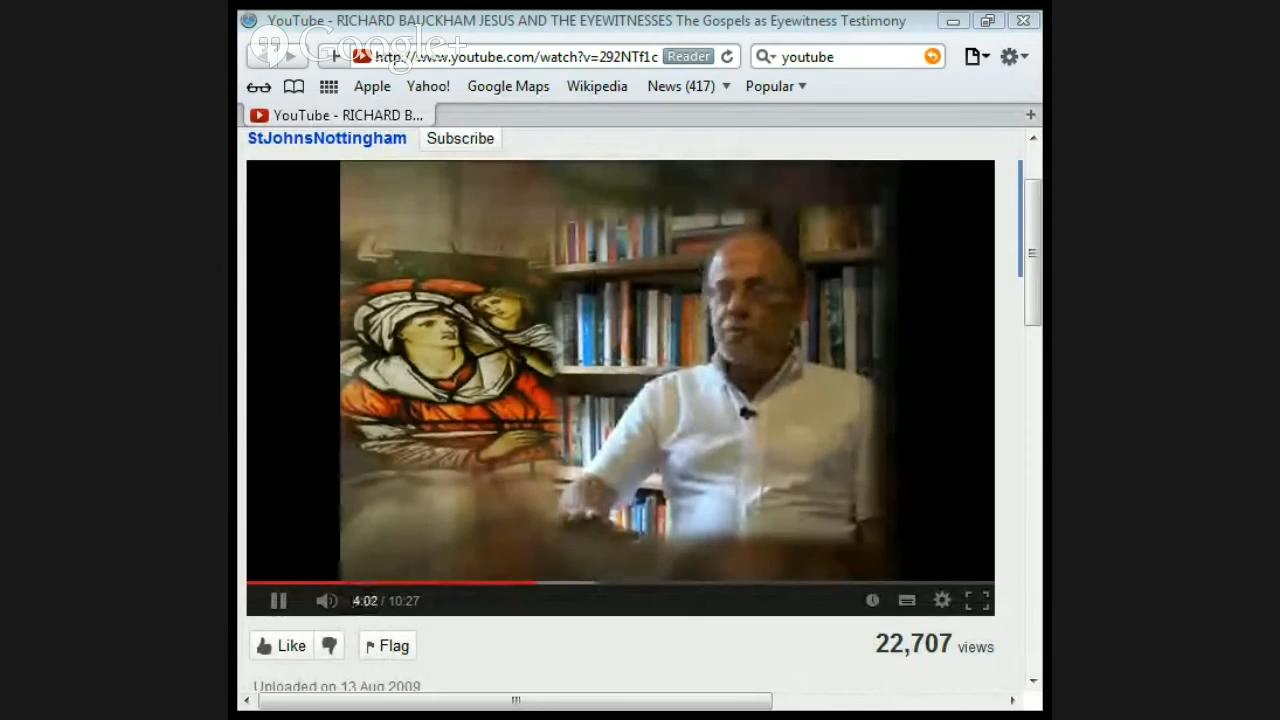 YouTube - RICHARD BAUCKHAM JESUS AND THE EYEWITNESSES The Gospels as Eyewitness Testimony
Google+
http://www.youtube.com/watch?v=292NTf1c Reader youtube
Apple Yahoo! Google Maps Wikipedia News (417) Popular
YouTube - RICHARD B...
StJohnsNottingham Subscribe
4:02 / 10:27
Like Flag 22,707 views
Uploaded on 13 Aug 2009